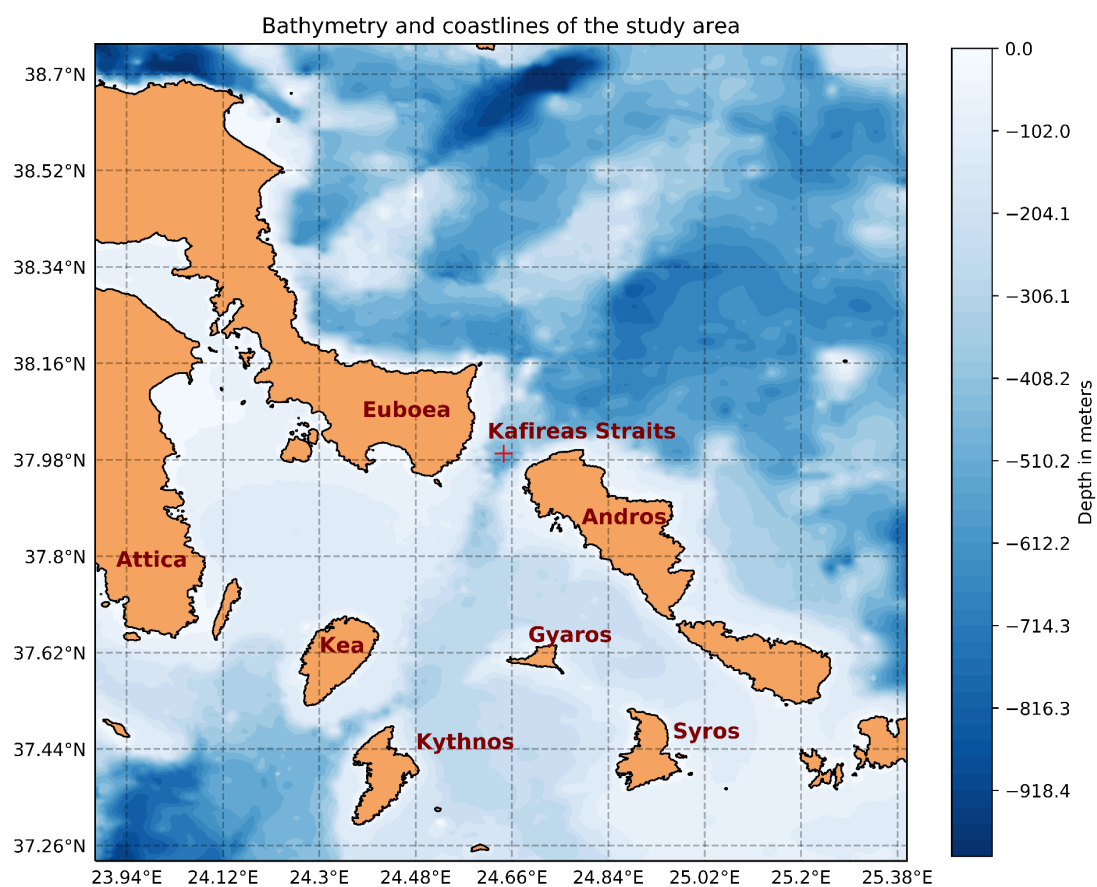 Bathymetry and coastlines of the study area
38.7°N
38.52°N
38.34°N
38.16°N
37.98°N
37.8°N
37.62°N
37.44°N
37.26°N
Euboea
Kafireas Straits
Andros
Attica
Gyaros
Kea
Syros
Kythnos
23.94°E 24.12°E 24.3°E 24.48°E 24.66°E 24.84°E 25.02°E 25.2°E 25.38°E
0.0
−102.0
−204.1
−306.1
−408.2
−510.2
−612.2
−714.3
−816.3
−918.4
Depth in meters